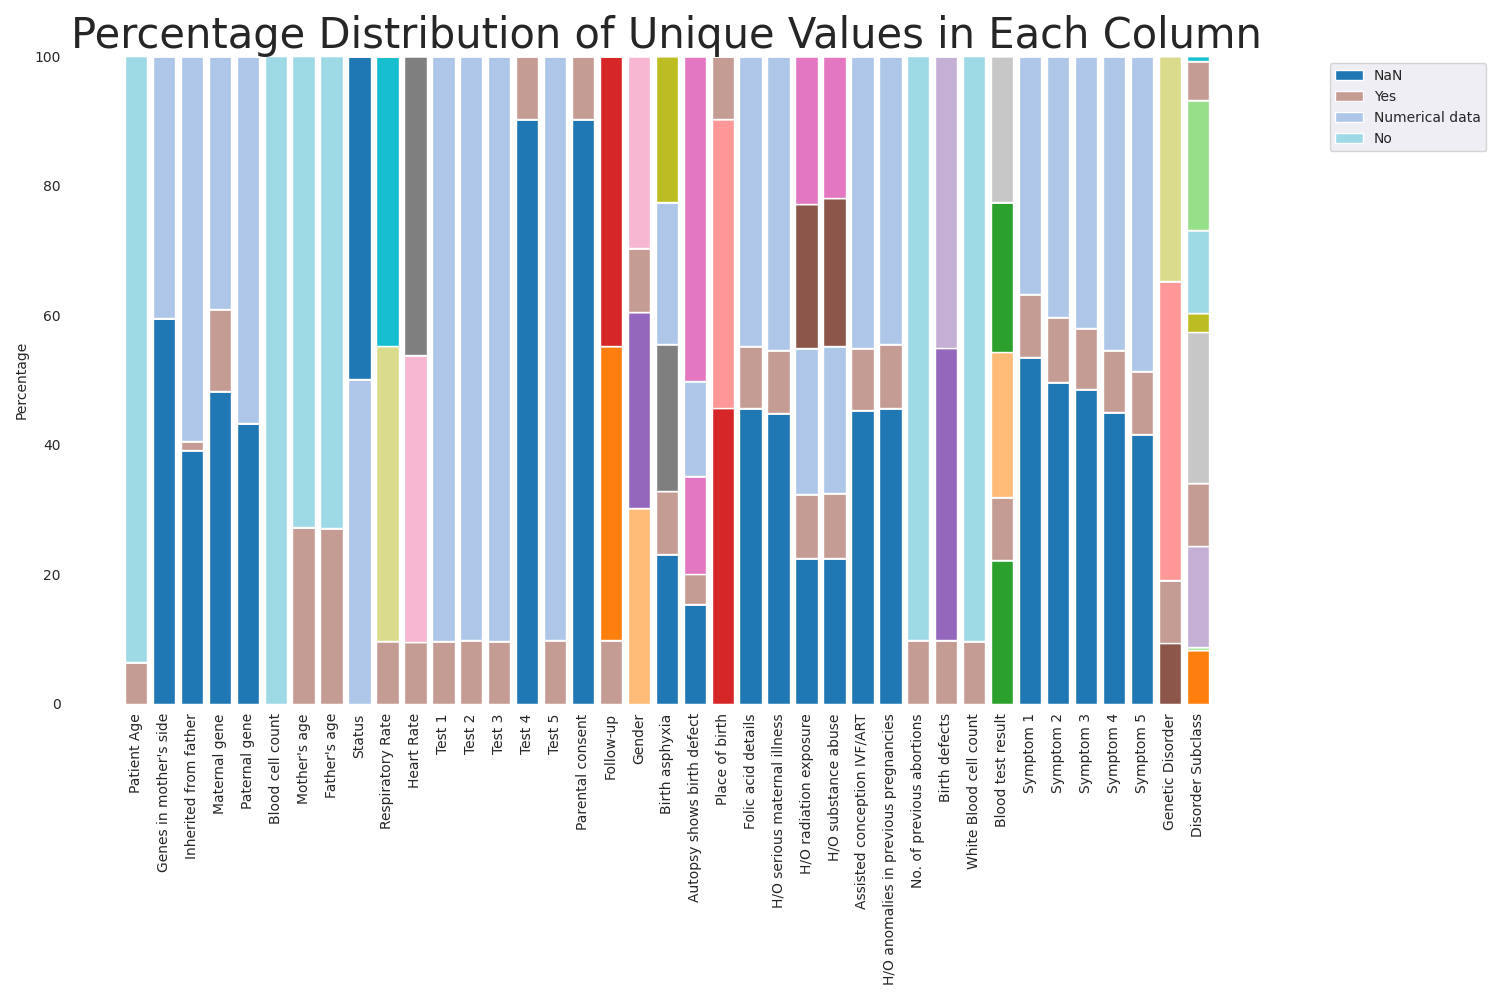 Percentage Distribution of Unique Values in Each Column
NaN
Yes
Numerical data
No
Percentage
100
80
60
40
20
0
Patient Age
Genes in mother's side
Inherited from father
Maternal gene
Paternal gene
Blood cell count
Mother's age
Father's age
Status
Respiratory Rate
Heart Rate
Test 1
Test 2
Test 3
Test 4
Test 5
Parental consent
Follow-up
Gender
Birth asphyxia
Autopsy shows birth defect
Place of birth
Folic acid details
H/O serious maternal illness
H/O radiation exposure
H/O substance abuse
Assisted conception IVF/ART
H/O anomalies in previous pregnancies
No. of previous abortions
Birth defects
White Blood cell count
Blood test result
Symptom 1
Symptom 2
Symptom 3
Symptom 4
Symptom 5
Genetic Disorder
Disorder Subclass